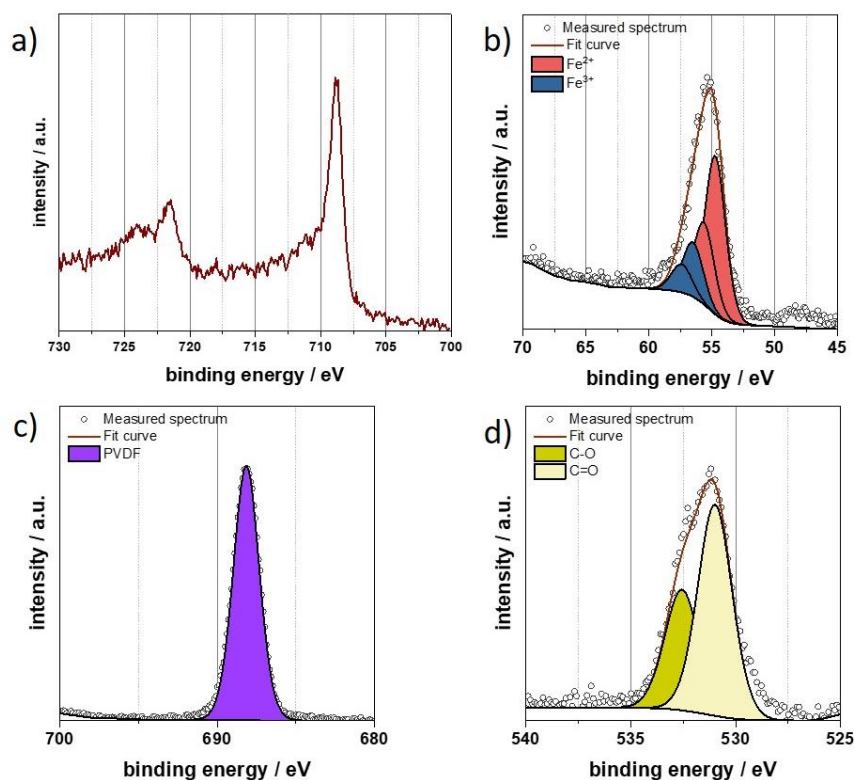 a)
intensity / a.u.
730 725 720 715 710 705 700
binding energy / eV
b)
Measured spectrum
Fit curve
Fe²⁺
Fe³⁺
intensity / a.u.
70 60 55 50 45
binding energy / eV
c)
Measured spectrum
Fit curve
PVDF
intensity / a.u.
700 690 680
binding energy / eV
d)
Measured spectrum
Fit curve
C-O
C=O
intensity / a.u.
540 535 530 525
binding energy / eV